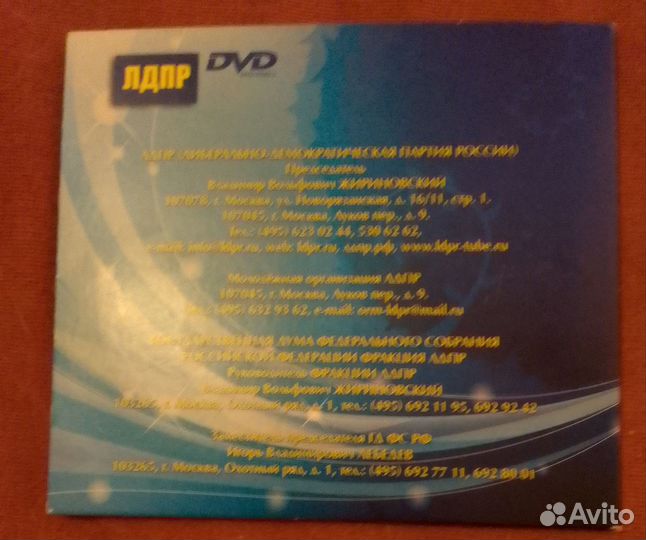 ЛДПР
DVD
ЛДПР (ЛИБЕРАЛЬНО-ДЕМОКРАТИЧЕСКАЯ ПАРТИЯ РОССИИ)
Председатель
Владимир Вольфович ЖИРИНОВСКИЙ
107078, г. Москва, ул. Новорязанская, д. 16/11, стр. 1.
107045, г. Москва, Луков пер., д. 9.
Тел.: (495) 623 02 44, 530 62 62,
e-mail: info@ldpr.ru, web: ldpr.ru, лдпр.рф, www.ldpr-tube.ru
Молодёжная организация ЛДПР
107045, г. Москва, Луков пер., д. 9.
Тел.: (495) 632 93 62, e-mail: orm-ldpr@mail.ru
ГОСУДАРСТВЕННАЯ ДУМА ФЕДЕРАЛЬНОГО СОБРАНИЯ
РОССИЙСКОЙ ФЕДЕРАЦИИ ФРАКЦИЯ ЛДПР
Руководитель ФРАКЦИИ ЛДПР
Владимир Вольфович ЖИРИНОВСКИЙ
103265, г. Москва, Охотный ряд, д. 1, тел.: (495) 692 11 95, 692 92 42
Заместитель председателя ГД ФС РФ
Игорь Владимирович ЛЕБЕДЕВ
103265, г. Москва, Охотный ряд, д. 1, тел.: (495) 692 77 11, 692 80 01
Avito